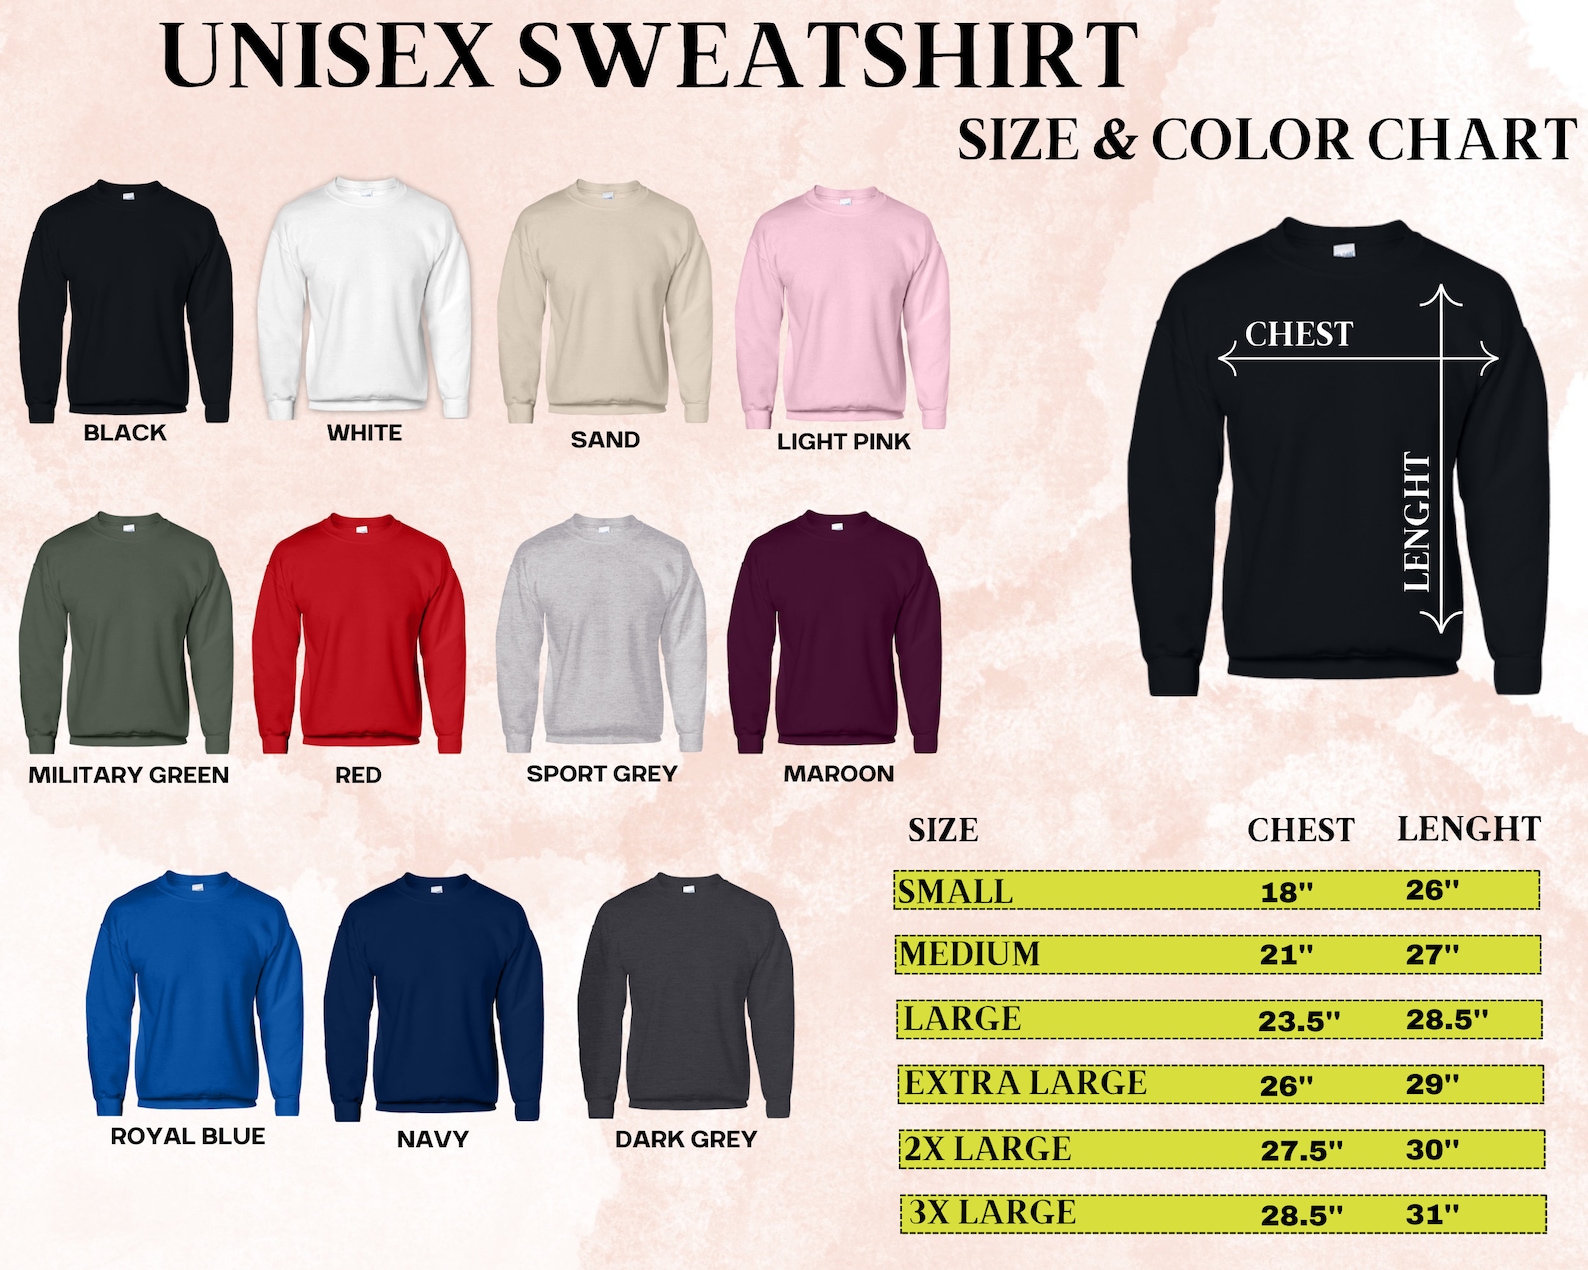 UNISEX SWEATSHIRT
SIZE & COLOR CHART
BLACK
WHITE
SAND
LIGHT PINK
CHEST
LENGHT
MILITARY GREEN
RED
SPORT GREY
MAROON
ROYAL BLUE
NAVY
DARK GREY
SIZE CHEST LENGHT
SMALL 18" 26"
MEDIUM 21" 27"
LARGE 23.5" 28.5"
EXTRA LARGE 26" 29"
2X LARGE 27.5" 30"
3X LARGE 28.5" 31"